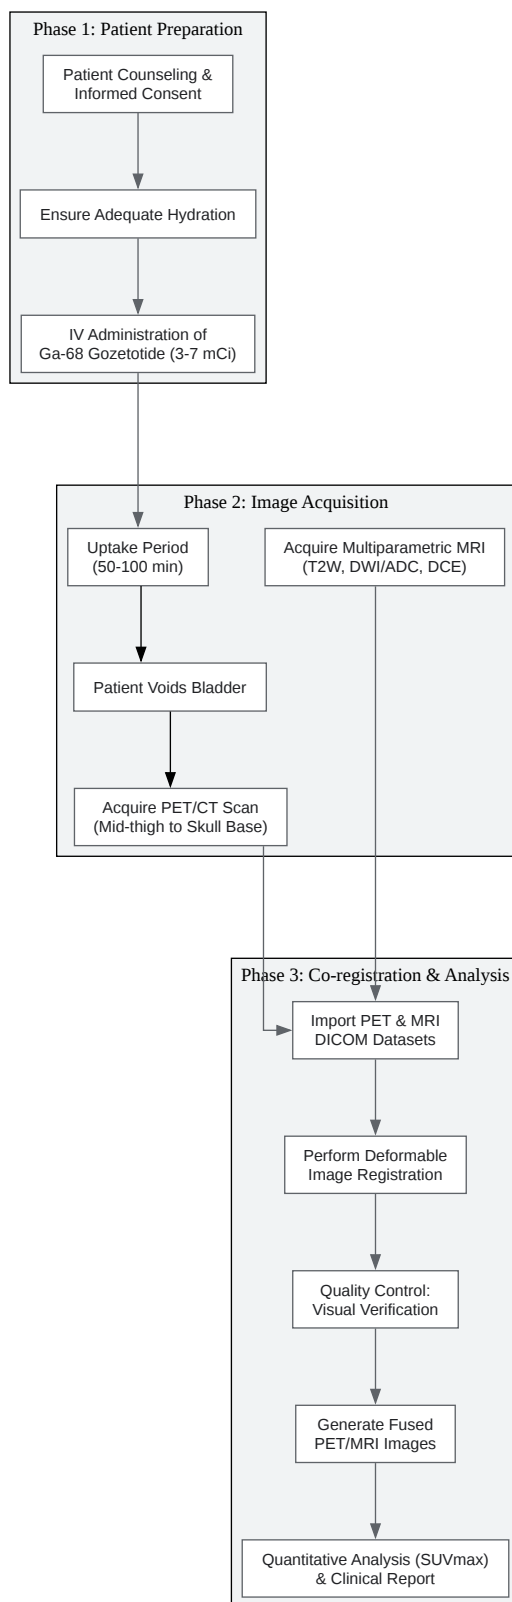 Phase 1: Patient Preparation
Patient Counseling &
Informed Consent
Ensure Adequate Hydration
IV Administration of
Ga-68 Gozetotide (3-7 mCi)
Phase 2: Image Acquisition
Uptake Period
(50-100 min)
Acquire Multiparametric MRI
(T2W, DWI/ADC, DCE)
Patient Voids Bladder
Acquire PET/CT Scan
(Mid-thigh to Skull Base)
Phase 3: Co-registration & Analysis
Import PET & MRI
DICOM Datasets
Perform Deformable
Image Registration
Quality Control:
Visual Verification
Generate Fused
PET/MRI Images
Quantitative Analysis (SUVmax)
& Clinical Report